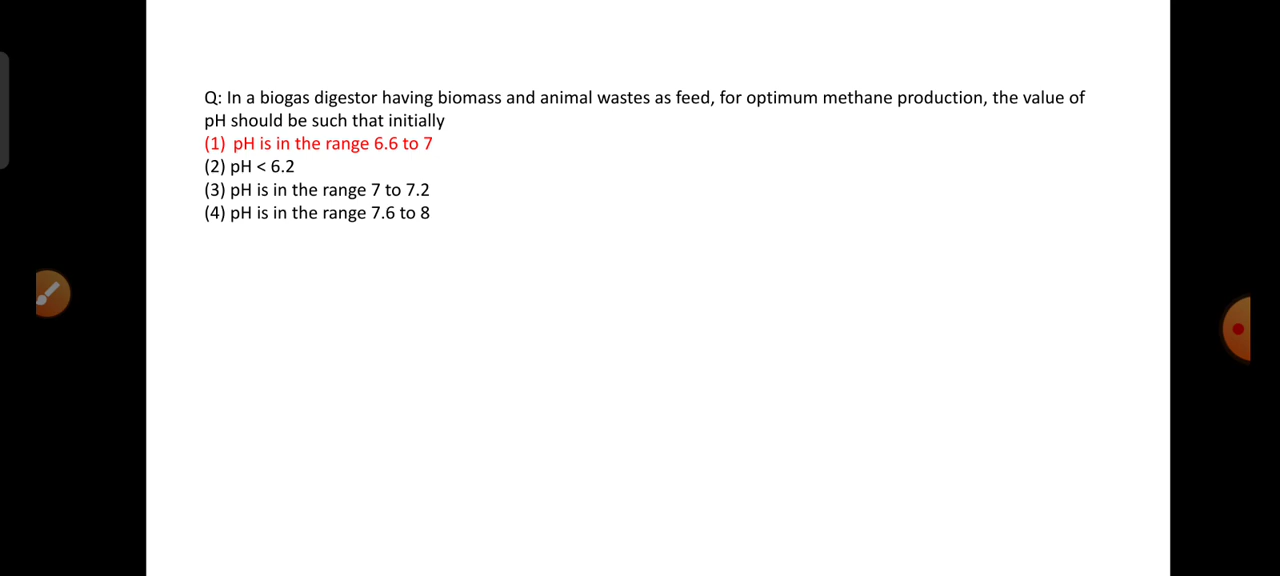 Q: In a biogas digestor having biomass and animal wastes as feed, for optimum methane production, the value of
pH should be such that initially
(1) pH is in the range 6.6 to 7
(2) pH < 6.2
(3) pH is in the range 7 to 7.2
(4) pH is in the range 7.6 to 8